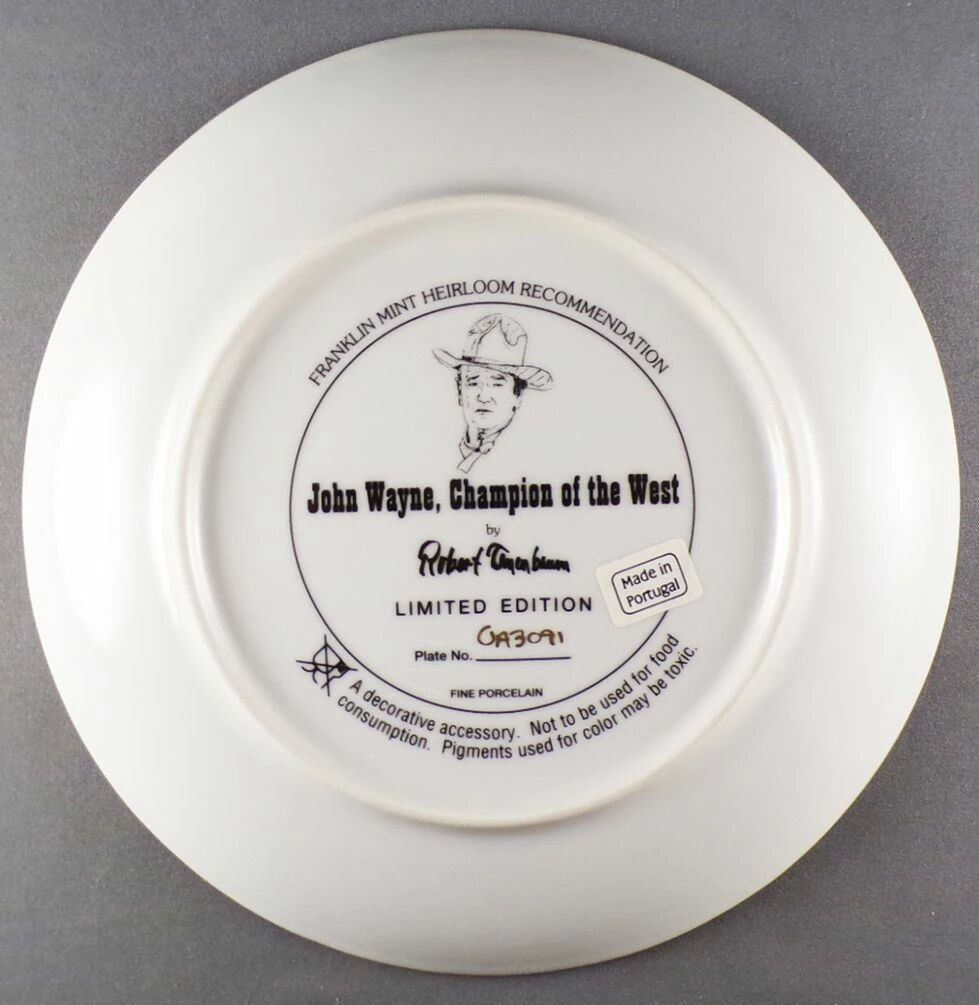 FRANKLIN MINT HEIRLOOM RECOMMENDATION
John Wayne, Champion of the West
by
Robert Tanenbaum
LIMITED EDITION
Made in
Portugal
Plate No. OA3091
FINE PORCELAIN
A decorative accessory. Not to be used for food
consumption. Pigments used for color may be toxic.